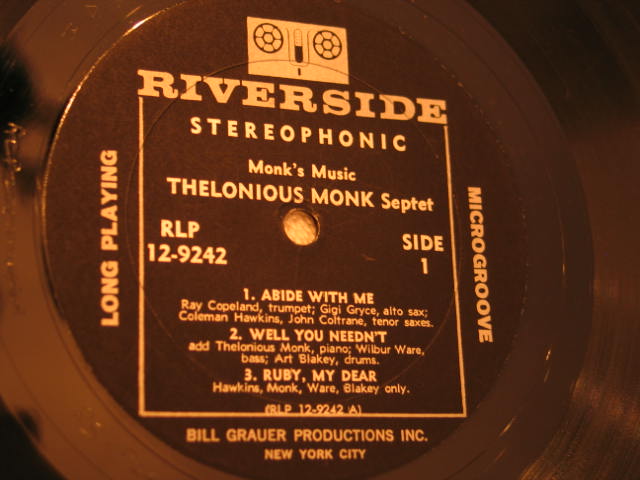 RIVERSIDE
STEREOPHONIC
Monk's Music
THELONIOUS MONK Septet
LONG PLAYING
MICROGROOVE
RLP
12-9242
SIDE
1
1. ABIDE WITH ME
Ray Copeland, trumpet; Gigi Gryce, alto sax;
Coleman Hawkins, John Coltrane, tenor saxes.
2. WELL YOU NEEDN'T
add Thelonious Monk, piano; Wilbur Ware,
bass; Art Blakey, drums.
3. RUBY, MY DEAR
Hawkins, Monk, Ware, Blakey only.
(RLP 12-9242 A)
BILL GRAUER PRODUCTIONS INC.
NEW YORK CITY